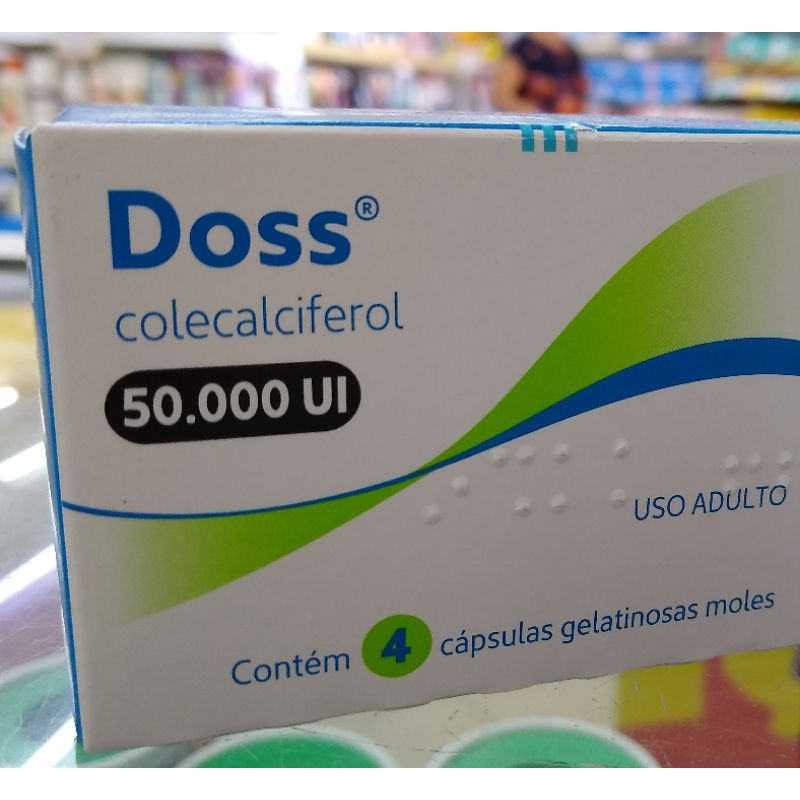 Doss®
colecalciferol
50.000 UI
USO ADULTO
Contém 4 cápsulas gelatinosas moles